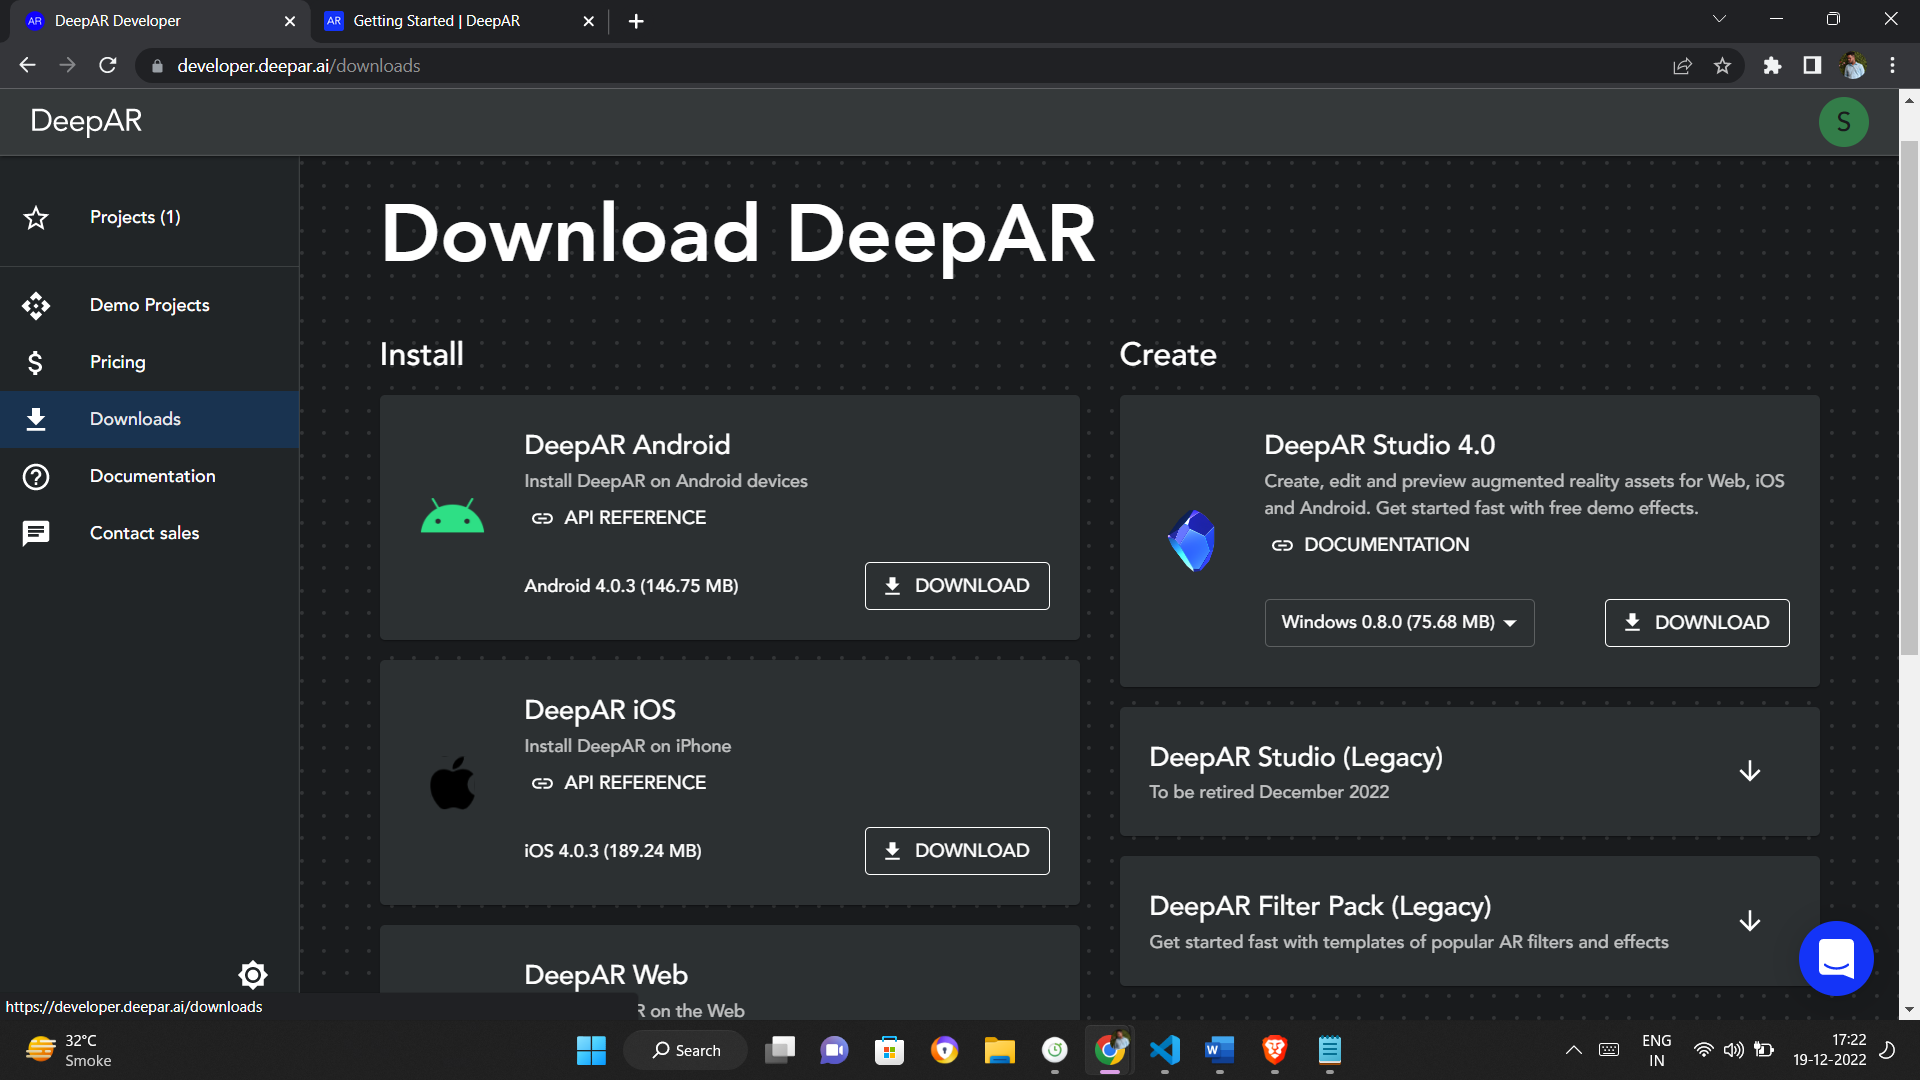 AR DeepAR Developer
AR Getting Started | DeepAR
developer.deepar.ai/downloads
DeepAR
S
Projects (1)
Demo Projects
Pricing
Downloads
Documentation
Contact sales
Download DeepAR
Install
DeepAR Android
Install DeepAR on Android devices
API REFERENCE
Android 4.0.3 (146.75 MB)
DOWNLOAD
DeepAR iOS
Install DeepAR on iPhone
API REFERENCE
iOS 4.0.3 (189.24 MB)
DOWNLOAD
DeepAR Web
R on the Web
Create
DeepAR Studio 4.0
Create, edit and preview augmented reality assets for Web, iOS
and Android. Get started fast with free demo effects.
DOCUMENTATION
Windows 0.8.0 (75.68 MB)
DOWNLOAD
DeepAR Studio (Legacy)
To be retired December 2022
DeepAR Filter Pack (Legacy)
Get started fast with templates of popular AR filters and effects
https://developer.deepar.ai/downloads
32°C
Smoke
Search
W
ENG
IN
17:22
19-12-2022